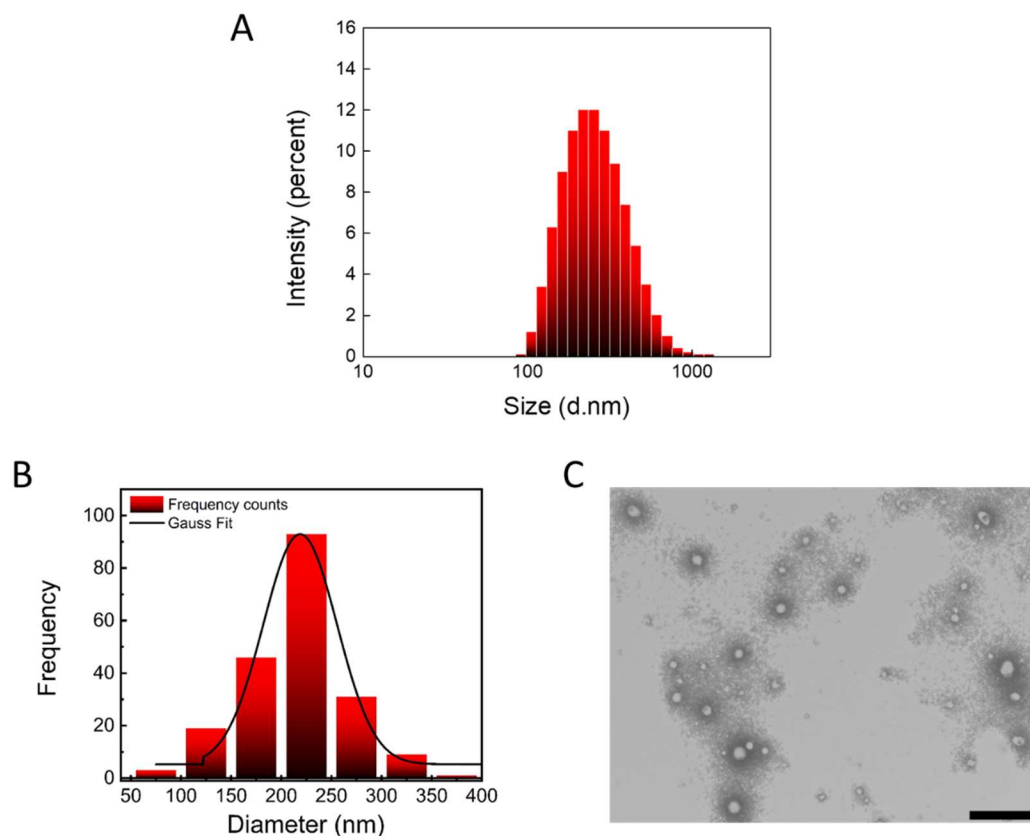 A
16
14
12
10
8
6
4
2
0
Intensity (percent)
10 100 1000
Size (d.nm)
B
Frequency counts
Gauss Fit
100
80
60
40
20
0
Frequency
50 100 150 200 250 300 350 400
Diameter (nm)
C